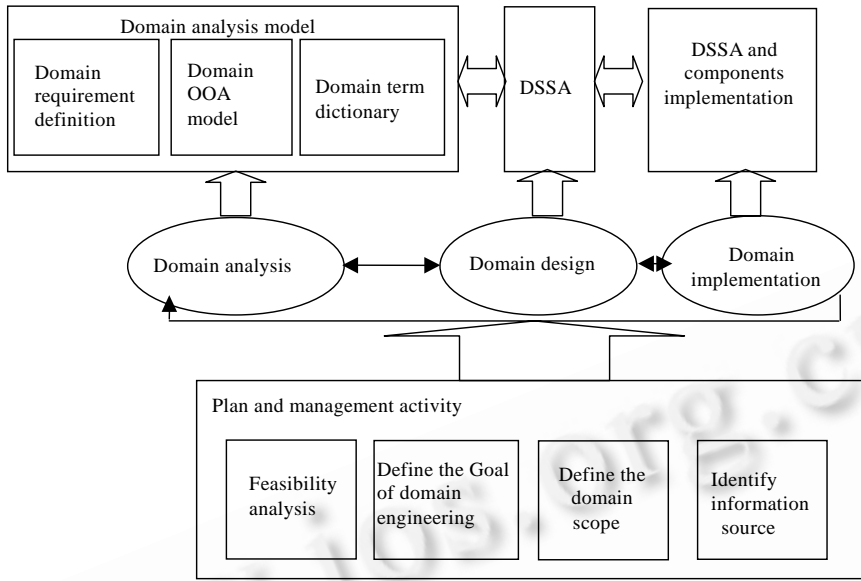 Domain analysis model
Domain
requirement
definition
Domain
OOA
model
Domain term
dictionary
DSSA
DSSA and
components
implementation
Domain analysis
Domain design
Domain
implementation
Plan and management activity
Feasibility
analysis
Define the Goal
of domain
engineering
Define the
domain
scope
Identify
information
source
ios.org.c